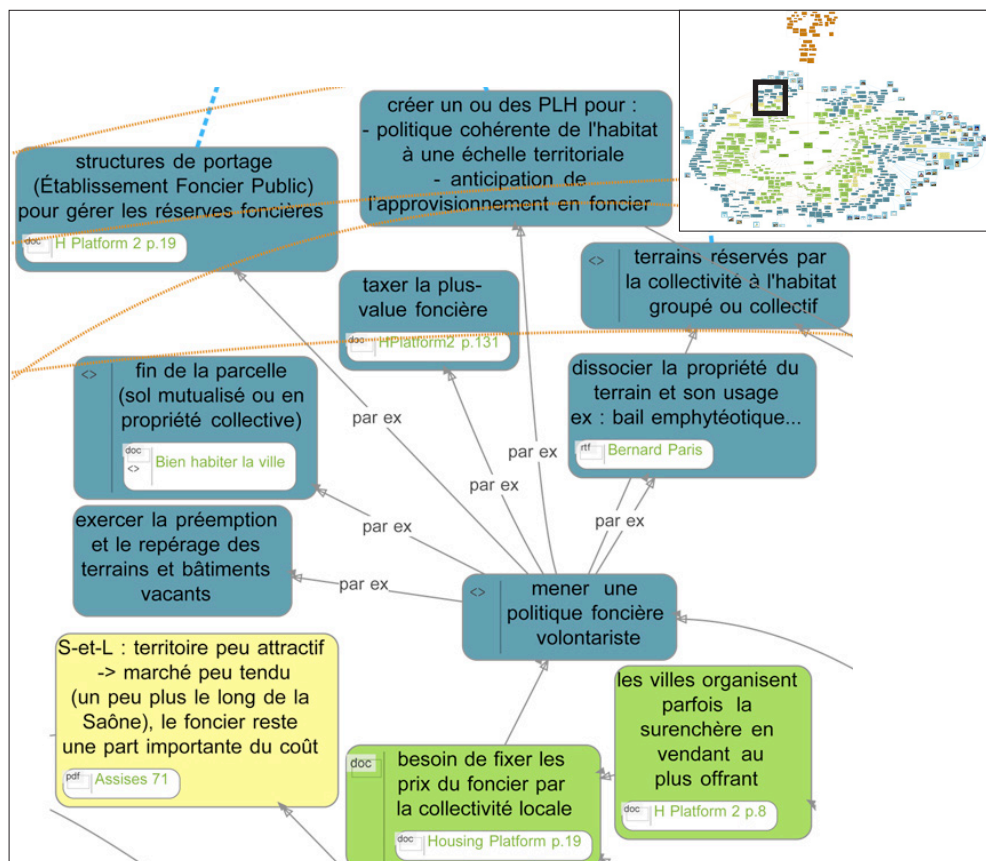 créer un ou des PLH pour :
- politique cohérente de l'habitat
à une échelle territoriale
- anticipation de
l'approvisionnement en foncier
structures de portage
(Établissement Foncier Public)
pour gérer les réserves foncières
doc
H Platform 2 p.19
<>
terrains réservés par
la collectivité à l'habitat
groupé ou collectif
taxer la plus-
value foncière
doc
HPlatform2 p.131
<>
fin de la parcelle
(sol mutualisé ou en
propriété collective)
doc
<>
Bien habiter la ville
dissocier la propriété du
terrain et son usage
ex : bail emphytéotique...
rtf
Bernard Paris
par ex
par ex
par ex
par ex
par ex
par ex
exercer la préemption
et le repérage des
terrains et bâtiments
vacants
<>
mener une
politique foncière
volontariste
S-et-L : territoire peu attractif
-> marché peu tendu
(un peu plus le long de la
Saône), le foncier reste
une part importante du coût
pdf
Assises 71
doc
besoin de fixer les
prix du foncier par
la collectivité locale
doc
Housing Platform p.19
les villes organisent
parfois la
surenchère en
vendant au
plus offrant
doc
H Platform 2 p.8